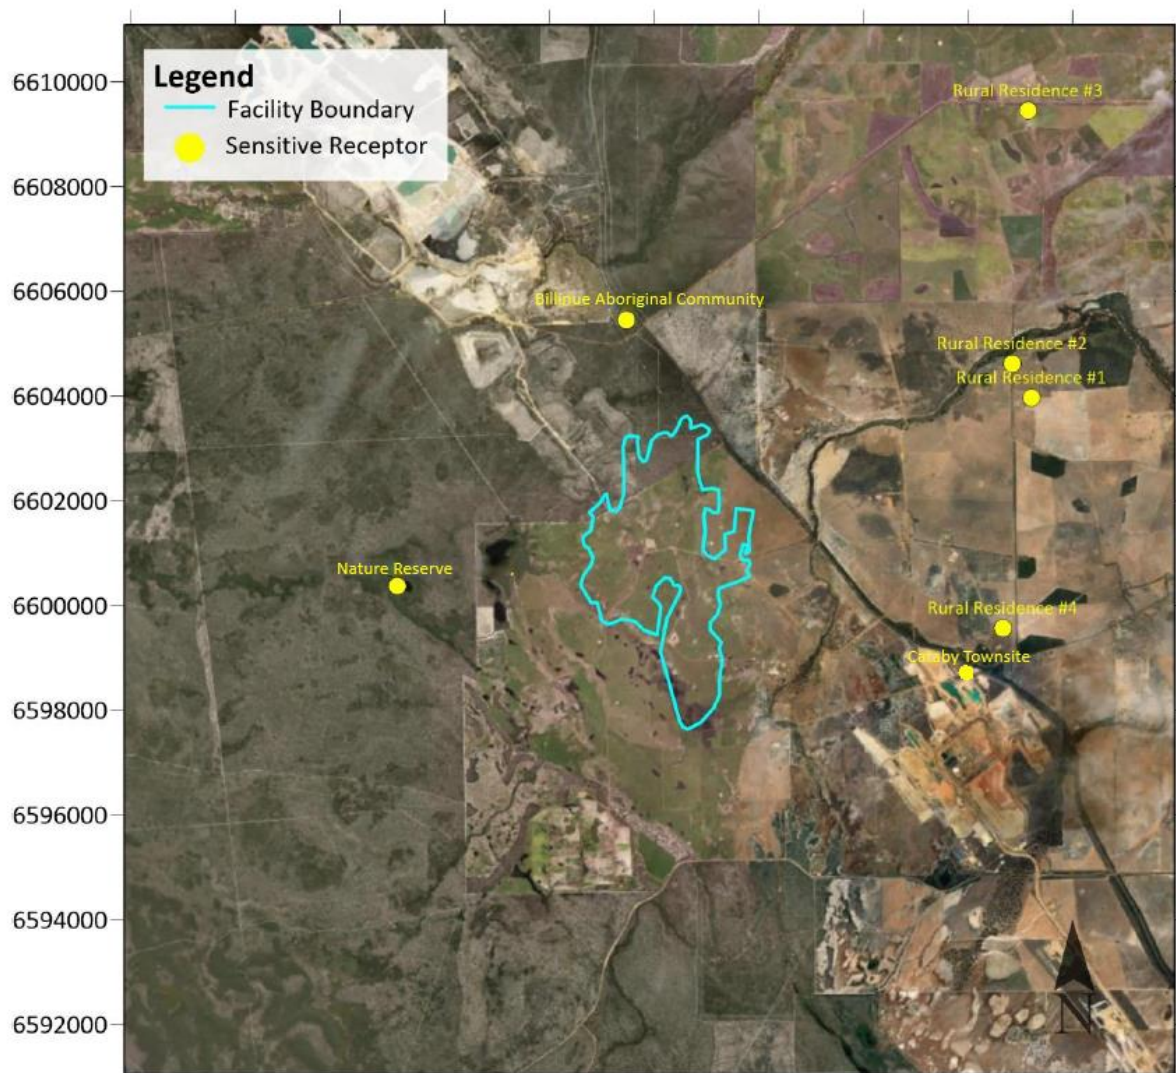 Legend
Facility Boundary
Sensitive Receptor
6610000
Rural Residence #3
6608000
6606000
Billinue Aboriginal Community
Rural Residence #2
6604000
Rural Residence #1
6602000
Nature Reserve
6600000
Rural Residence #4
Cataby Townsite
6598000
6596000
6594000
6592000
N